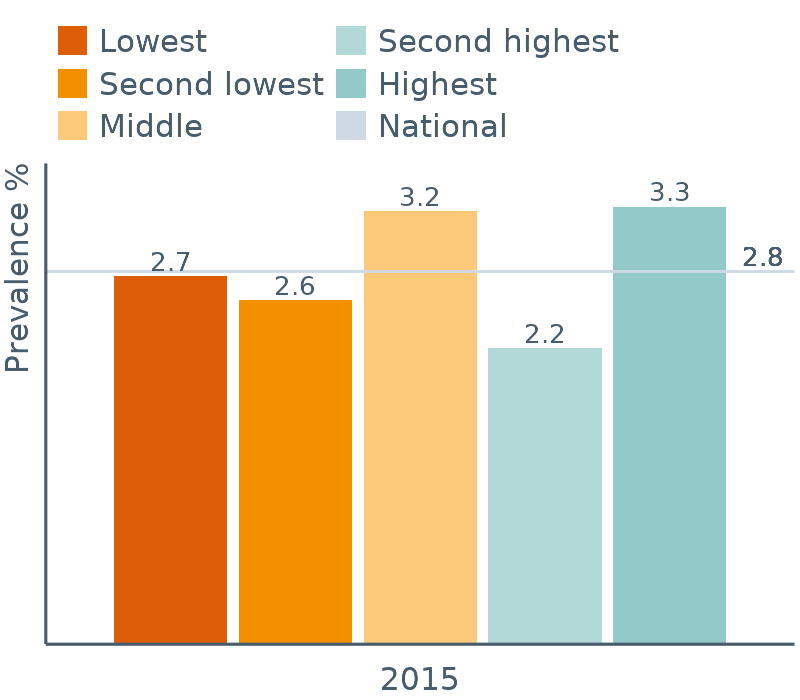 Lowest
Second lowest
Middle
Second highest
Highest
National
Prevalence %
2.7
2.6
3.2
2.2
3.3
2.8
2015